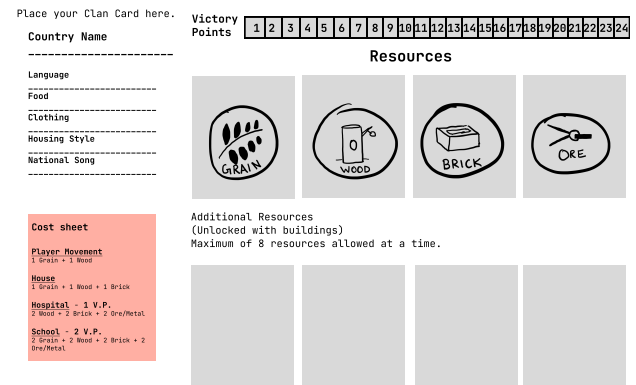 Place your Clan Card here.
Country Name
Language
Food
Clothing
Housing Style
National Song
Cost sheet
Player Movement
1 Grain + 1 Wood
House
1 Grain + 1 Wood + 1 Brick
Hospital - 1 V.P.
2 Wood + 2 Brick + 2 Ore/Metal
School - 2 V.P.
2 Grain + 2 Wood + 2 Brick + 2
Ore/Metal
Victory
Points
1 2 3 4 5 6 7 8 9 10 11 12 13 14 15 16 17 18 19 20 21 22 23 24
Resources
GRAIN
WOOD
BRICK
ORE
Additional Resources
(Unlocked with buildings)
Maximum of 8 resources allowed at a time.